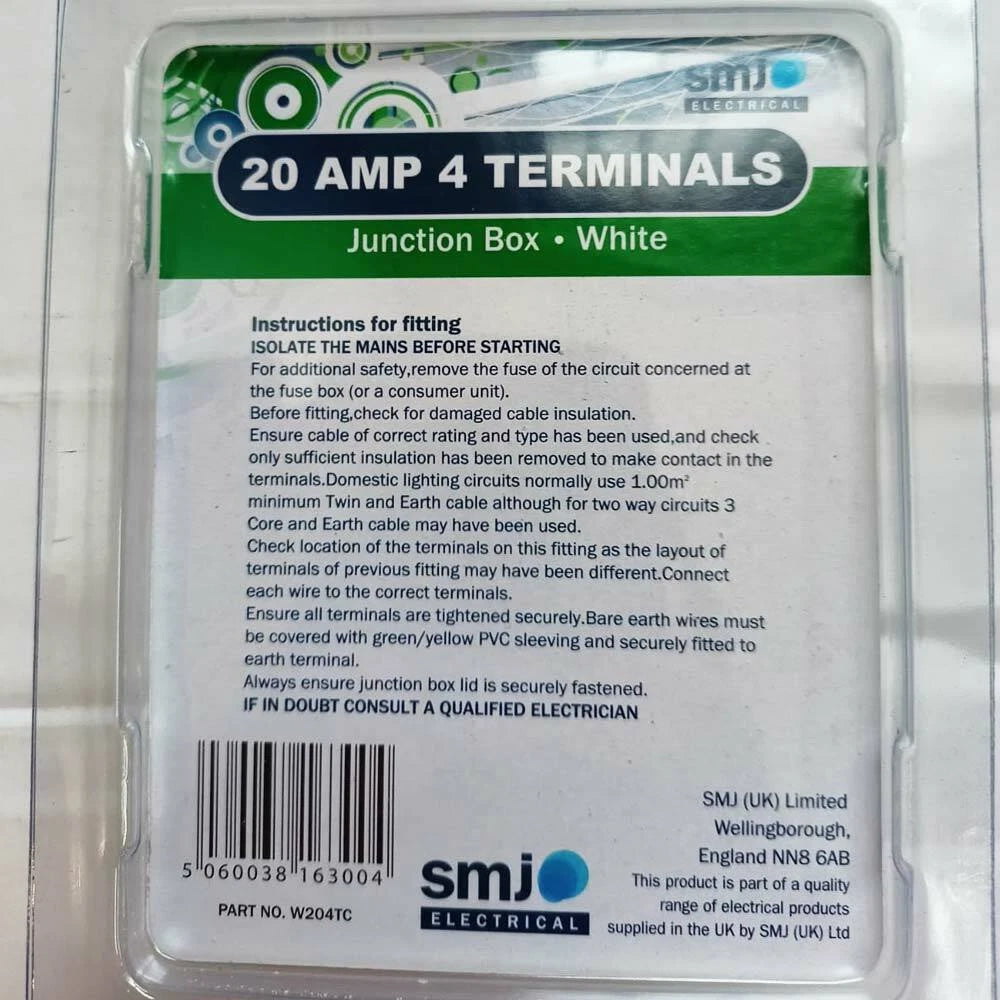 smj
ELECTRICAL
20 AMP 4 TERMINALS
Junction Box • White
Instructions for fitting
ISOLATE THE MAINS BEFORE STARTING
For additional safety,remove the fuse of the circuit concerned at
the fuse box (or a consumer unit).
Before fitting,check for damaged cable insulation.
Ensure cable of correct rating and type has been used,and check
only sufficient insulation has been removed to make contact in the
terminals.Domestic lighting circuits normally use 1.00m²
minimum Twin and Earth cable although for two way circuits 3
Core and Earth cable may have been used.
Check location of the terminals on this fitting as the layout of
terminals of previous fitting may have been different.Connect
each wire to the correct terminals.
Ensure all terminals are tightened securely.Bare earth wires must
be covered with green/yellow PVC sleeving and securely fitted to
earth terminal.
Always ensure junction box lid is securely fastened.
IF IN DOUBT CONSULT A QUALIFIED ELECTRICIAN
5 060038 163004
PART NO. W204TC
smj
ELECTRICAL
SMJ (UK) Limited
Wellingborough,
England NN8 6AB
This product is part of a quality
range of electrical products
supplied in the UK by SMJ (UK) Ltd